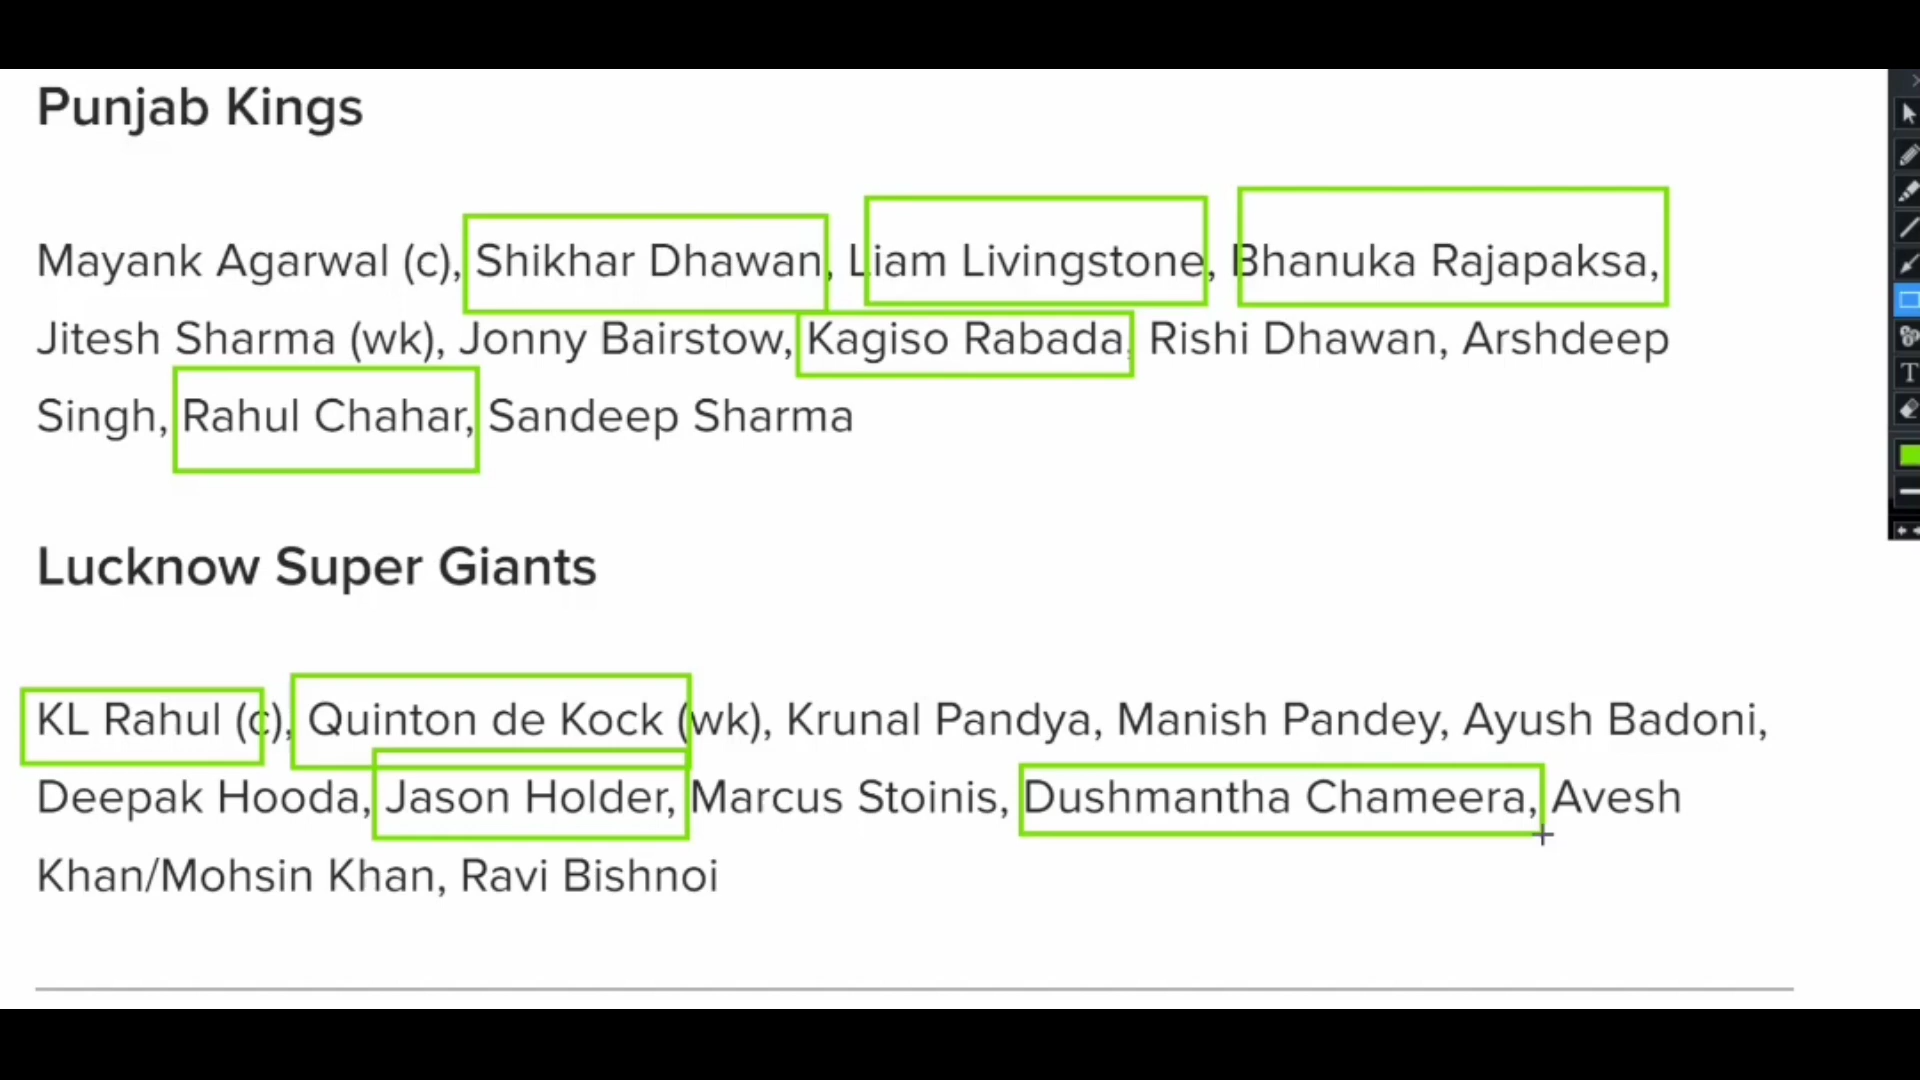 Punjab Kings
Mayank Agarwal (c), Shikhar Dhawan, Liam Livingstone, Bhanuka Rajapaksa,
Jitesh Sharma (wk), Jonny Bairstow, Kagiso Rabada, Rishi Dhawan, Arshdeep
Singh, Rahul Chahar, Sandeep Sharma
Lucknow Super Giants
KL Rahul (c), Quinton de Kock (wk), Krunal Pandya, Manish Pandey, Ayush Badoni,
Deepak Hooda, Jason Holder, Marcus Stoinis, Dushmantha Chameera, Avesh
Khan/Mohsin Khan, Ravi Bishnoi